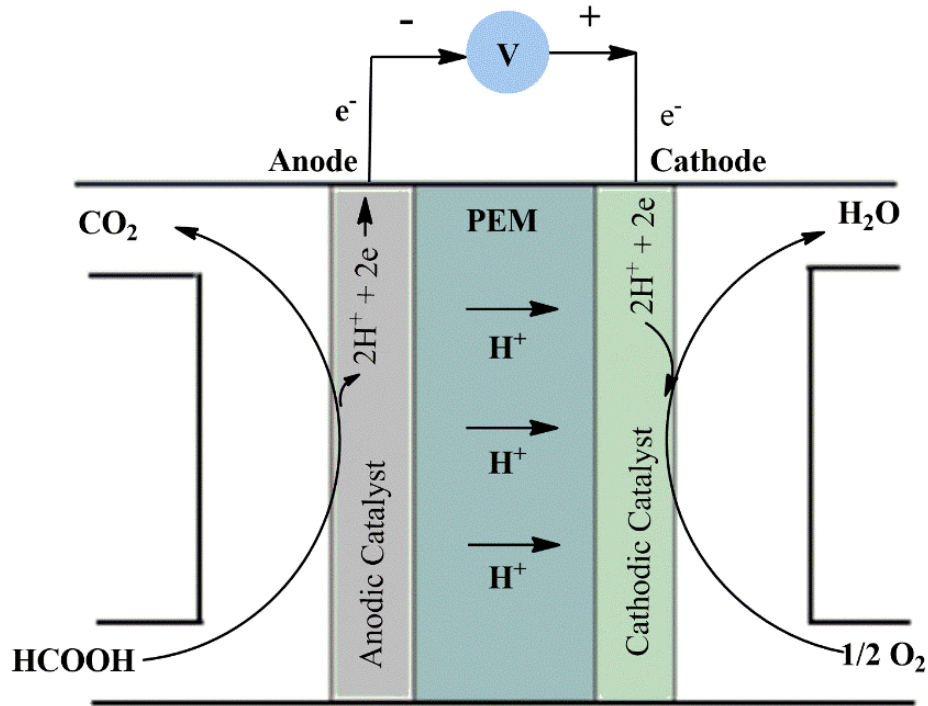 - V +
e⁻ e⁻
Anode Cathode
CO₂ PEM H₂O
2H⁺ + 2e 2H⁺ + 2e
H⁺
H⁺
H⁺
Anodic Catalyst Cathodic Catalyst
HCOOH 1/2 O₂